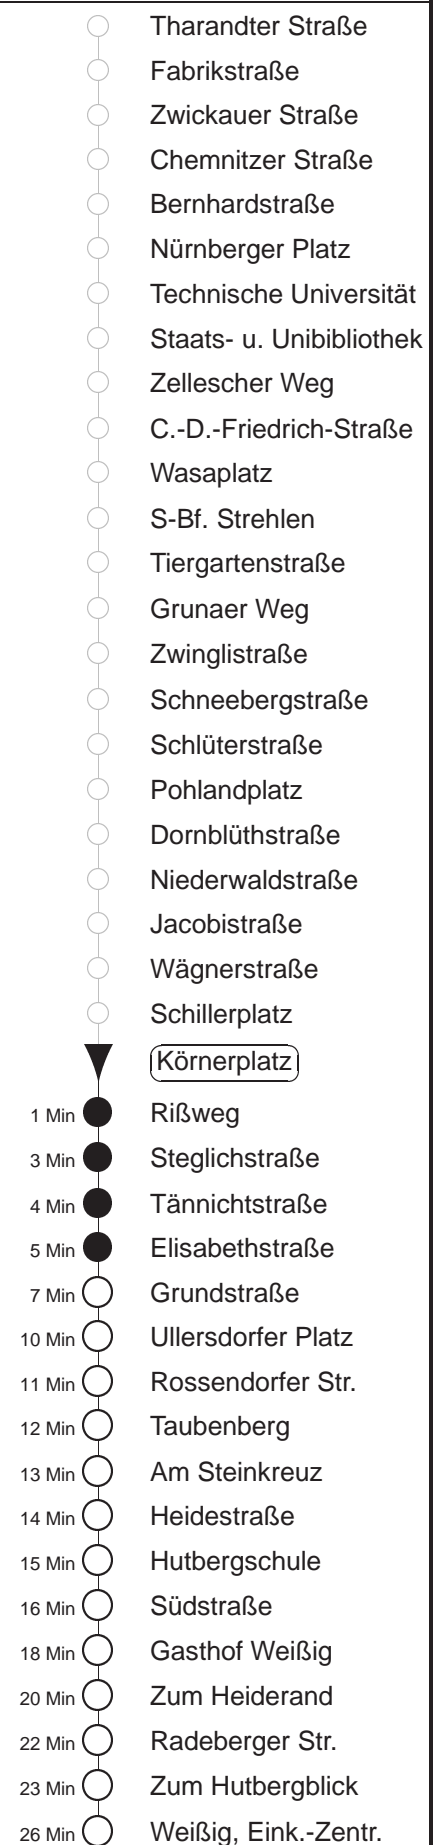 Tharandter Straße
Fabrikstraße
Zwickauer Straße
Chemnitzer Straße
Bernhardstraße
Nürnberger Platz
Technische Universität
Staats- u. Unibibliothek
Zellescher Weg
C.-D.-Friedrich-Straße
Wasaplatz
S-Bf. Strehlen
Tiergartenstraße
Grunaer Weg
Zwinglistraße
Schneebergstraße
Schlüterstraße
Pohlandplatz
Dornblüthstraße
Niederwaldstraße
Jacobistraße
Wägnerstraße
Schillerplatz
Körnerplatz
1 Min Rißweg
3 Min Steglichstraße
4 Min Tännichtstraße
5 Min Elisabethstraße
7 Min Grundstraße
10 Min Ullersdorfer Platz
11 Min Rossendorfer Str.
12 Min Taubenberg
13 Min Am Steinkreuz
14 Min Heidestraße
15 Min Hutbergschule
16 Min Südstraße
18 Min Gasthof Weißig
20 Min Zum Heiderand
22 Min Radeberger Str.
23 Min Zum Hutbergblick
26 Min Weißig, Eink.-Zentr.